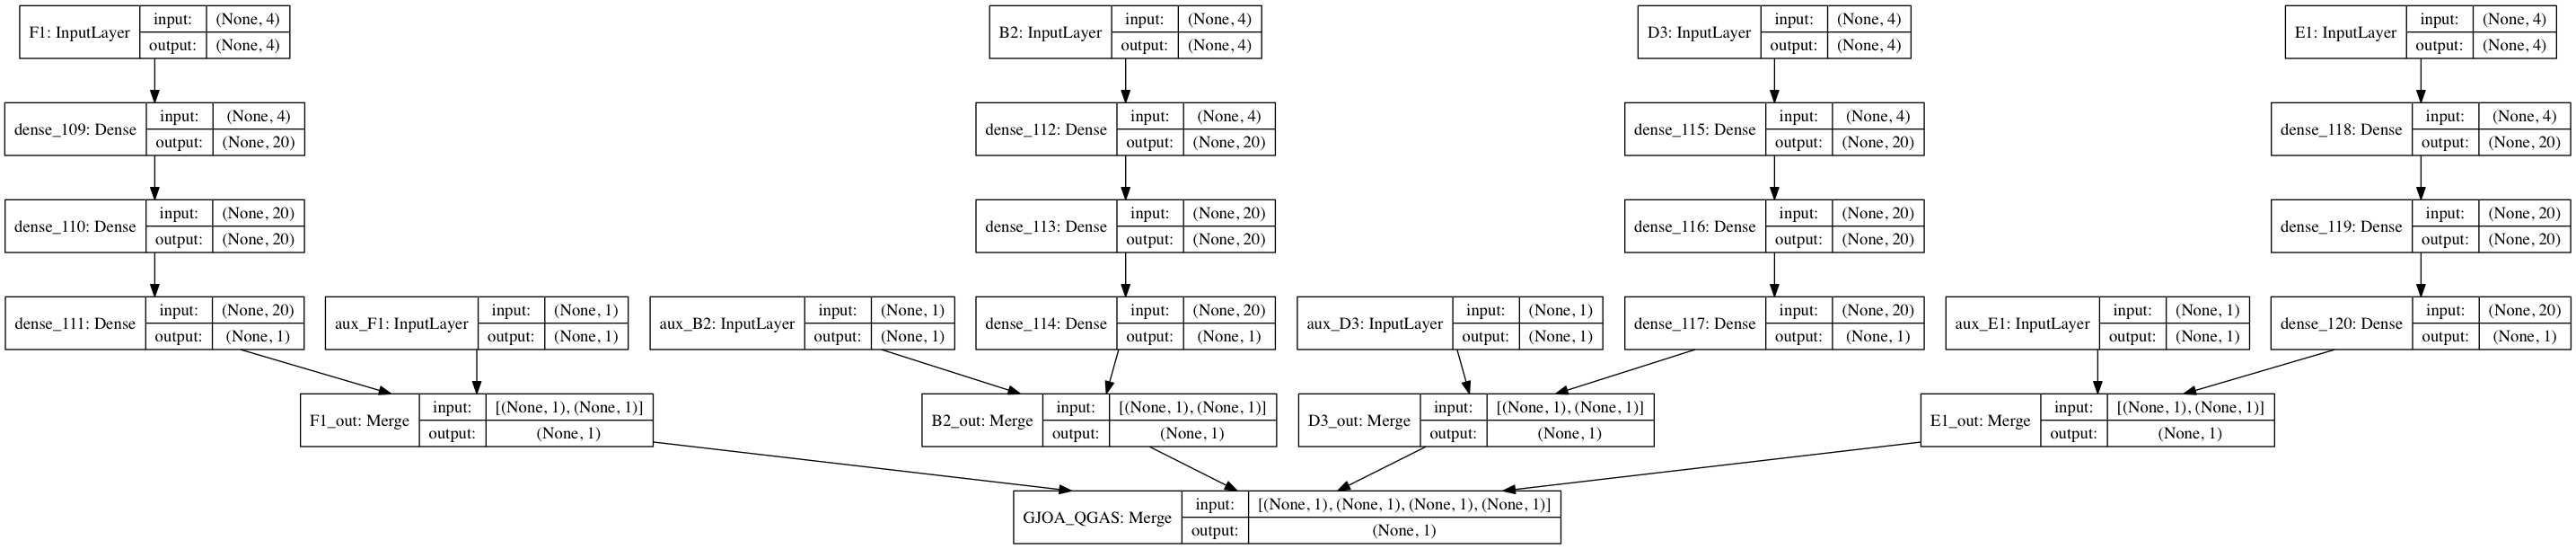 F1: InputLayer
input: (None, 4)
output: (None, 4)
B2: InputLayer
input: (None, 4)
output: (None, 4)
D3: InputLayer
input: (None, 4)
output: (None, 4)
E1: InputLayer
input: (None, 4)
output: (None, 4)
dense_109: Dense
input: (None, 4)
output: (None, 20)
dense_112: Dense
input: (None, 4)
output: (None, 20)
dense_115: Dense
input: (None, 4)
output: (None, 20)
dense_118: Dense
input: (None, 4)
output: (None, 20)
dense_110: Dense
input: (None, 20)
output: (None, 20)
dense_113: Dense
input: (None, 20)
output: (None, 20)
dense_116: Dense
input: (None, 20)
output: (None, 20)
dense_119: Dense
input: (None, 20)
output: (None, 20)
dense_111: Dense
input: (None, 20)
output: (None, 1)
aux_F1: InputLayer
input: (None, 1)
output: (None, 1)
aux_B2: InputLayer
input: (None, 1)
output: (None, 1)
dense_114: Dense
input: (None, 20)
output: (None, 1)
aux_D3: InputLayer
input: (None, 1)
output: (None, 1)
dense_117: Dense
input: (None, 20)
output: (None, 1)
aux_E1: InputLayer
input: (None, 1)
output: (None, 1)
dense_120: Dense
input: (None, 20)
output: (None, 1)
F1_out: Merge
input: [(None, 1), (None, 1)]
output: (None, 1)
B2_out: Merge
input: [(None, 1), (None, 1)]
output: (None, 1)
D3_out: Merge
input: [(None, 1), (None, 1)]
output: (None, 1)
E1_out: Merge
input: [(None, 1), (None, 1)]
output: (None, 1)
GJOA_QGAS: Merge
input: [(None, 1), (None, 1), (None, 1), (None, 1)]
output: (None, 1)